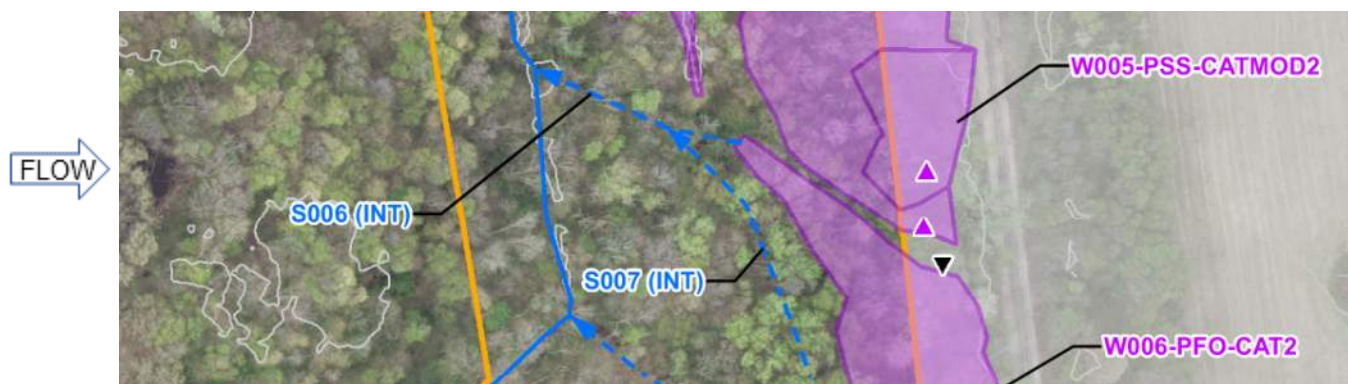 W005-PSS-CATMOD2
FLOW
S006 (INT)
S007 (INT)
W006-PFO-CAT2